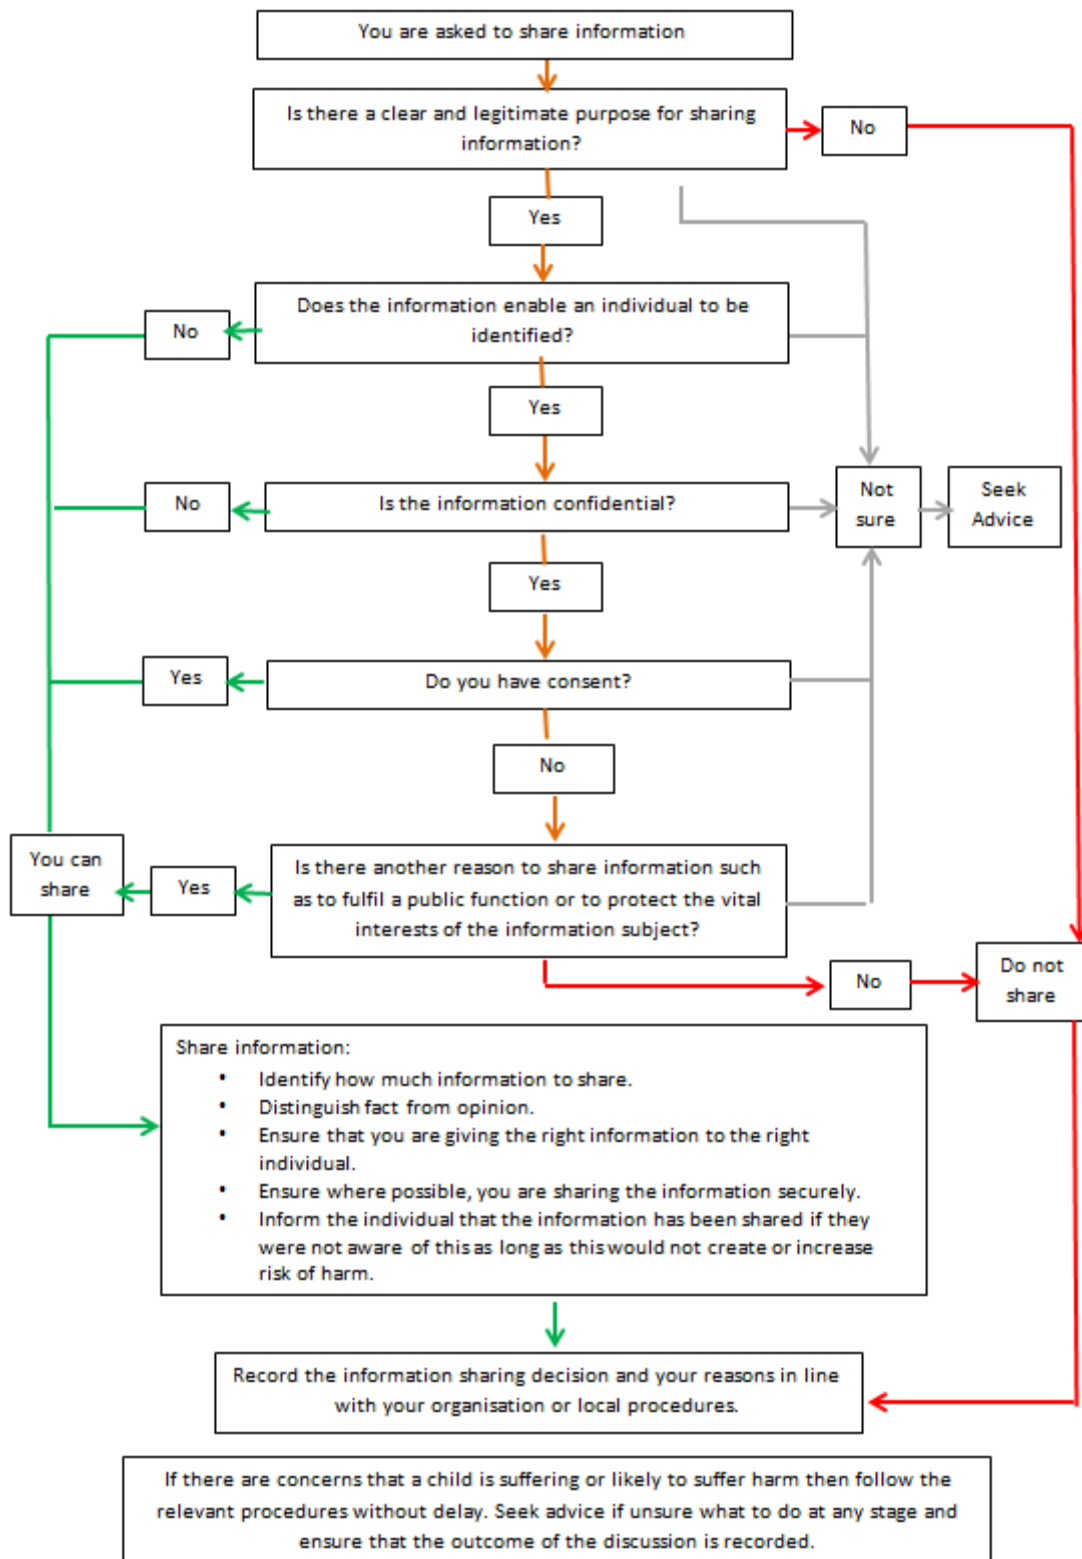 You are asked to share information
Is there a clear and legitimate purpose for sharing
information?
No
Yes
Does the information enable an individual to be
identified?
No
Yes
Is the information confidential?
No
Not
sure
Seek
Advice
Yes
Do you have consent?
Yes
No
Is there another reason to share information such
as to fulfil a public function or to protect the vital
interests of the information subject?
Yes
You can
share
No
Do not
share
Share information:
• Identify how much information to share.
• Distinguish fact from opinion.
• Ensure that you are giving the right information to the right
individual.
• Ensure where possible, you are sharing the information securely.
• Inform the individual that the information has been shared if they
were not aware of this as long as this would not create or increase
risk of harm.
Record the information sharing decision and your reasons in line
with your organisation or local procedures.
If there are concerns that a child is suffering or likely to suffer harm then follow the
relevant procedures without delay. Seek advice if unsure what to do at any stage and
ensure that the outcome of the discussion is recorded.